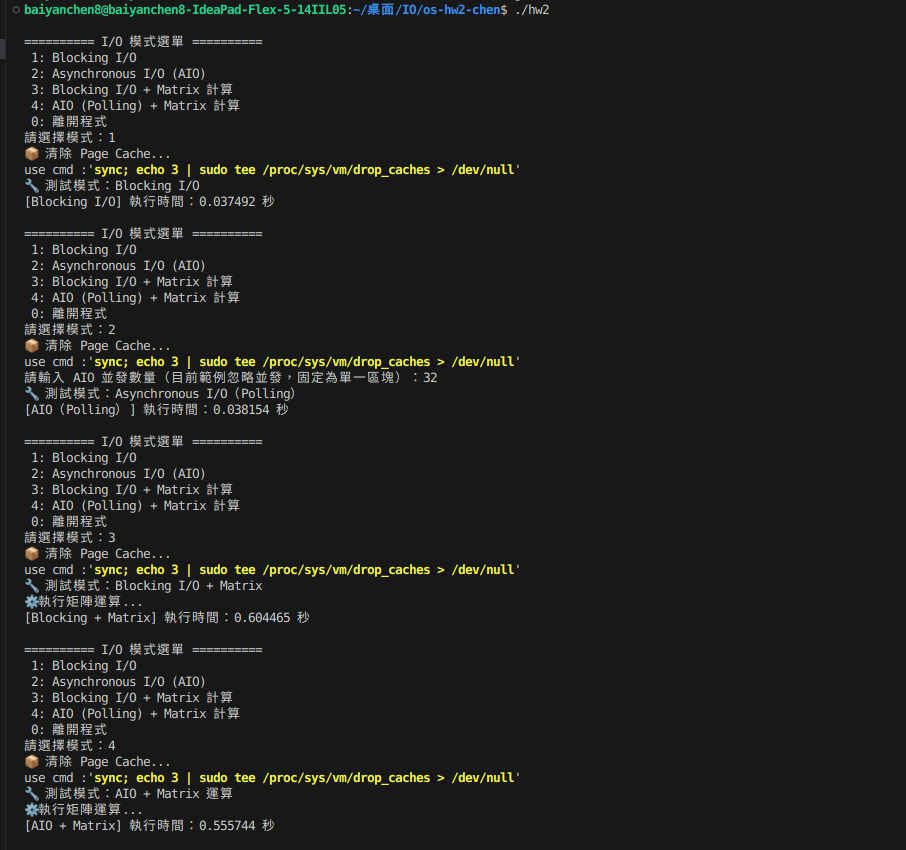 baiyanchen8@baiyanchen8-IdeaPad-Flex-5-14IIL05:~/桌面/IO/os-hw2-chen$ ./hw2
========== I/O 模式選單 ==========
1: Blocking I/O
2: Asynchronous I/O (AIO)
3: Blocking I/O + Matrix 計算
4: AIO (Polling) + Matrix 計算
0: 離開程式
請選擇模式：1
📦 清除 Page Cache...
use cmd :'sync; echo 3 | sudo tee /proc/sys/vm/drop_caches > /dev/null'
🔧 測試模式：Blocking I/O
[Blocking I/O] 執行時間：0.037492 秒
========== I/O 模式選單 ==========
1: Blocking I/O
2: Asynchronous I/O (AIO)
3: Blocking I/O + Matrix 計算
4: AIO (Polling) + Matrix 計算
0: 離開程式
請選擇模式：2
📦 清除 Page Cache...
use cmd :'sync; echo 3 | sudo tee /proc/sys/vm/drop_caches > /dev/null'
請輸入 AIO 並發數量（目前範例忽略並發，固定為單一區塊）：32
🔧 測試模式：Asynchronous I/O（Polling）
[AIO（Polling）] 執行時間：0.038154 秒
========== I/O 模式選單 ==========
1: Blocking I/O
2: Asynchronous I/O (AIO)
3: Blocking I/O + Matrix 計算
4: AIO (Polling) + Matrix 計算
0: 離開程式
請選擇模式：3
📦 清除 Page Cache...
use cmd :'sync; echo 3 | sudo tee /proc/sys/vm/drop_caches > /dev/null'
🔧 測試模式：Blocking I/O + Matrix
⚙️執行矩陣運算...
[Blocking + Matrix] 執行時間：0.604465 秒
========== I/O 模式選單 ==========
1: Blocking I/O
2: Asynchronous I/O (AIO)
3: Blocking I/O + Matrix 計算
4: AIO (Polling) + Matrix 計算
0: 離開程式
請選擇模式：4
📦 清除 Page Cache...
use cmd :'sync; echo 3 | sudo tee /proc/sys/vm/drop_caches > /dev/null'
🔧 測試模式：AIO + Matrix 運算
⚙️執行矩陣運算...
[AIO + Matrix] 執行時間：0.555744 秒